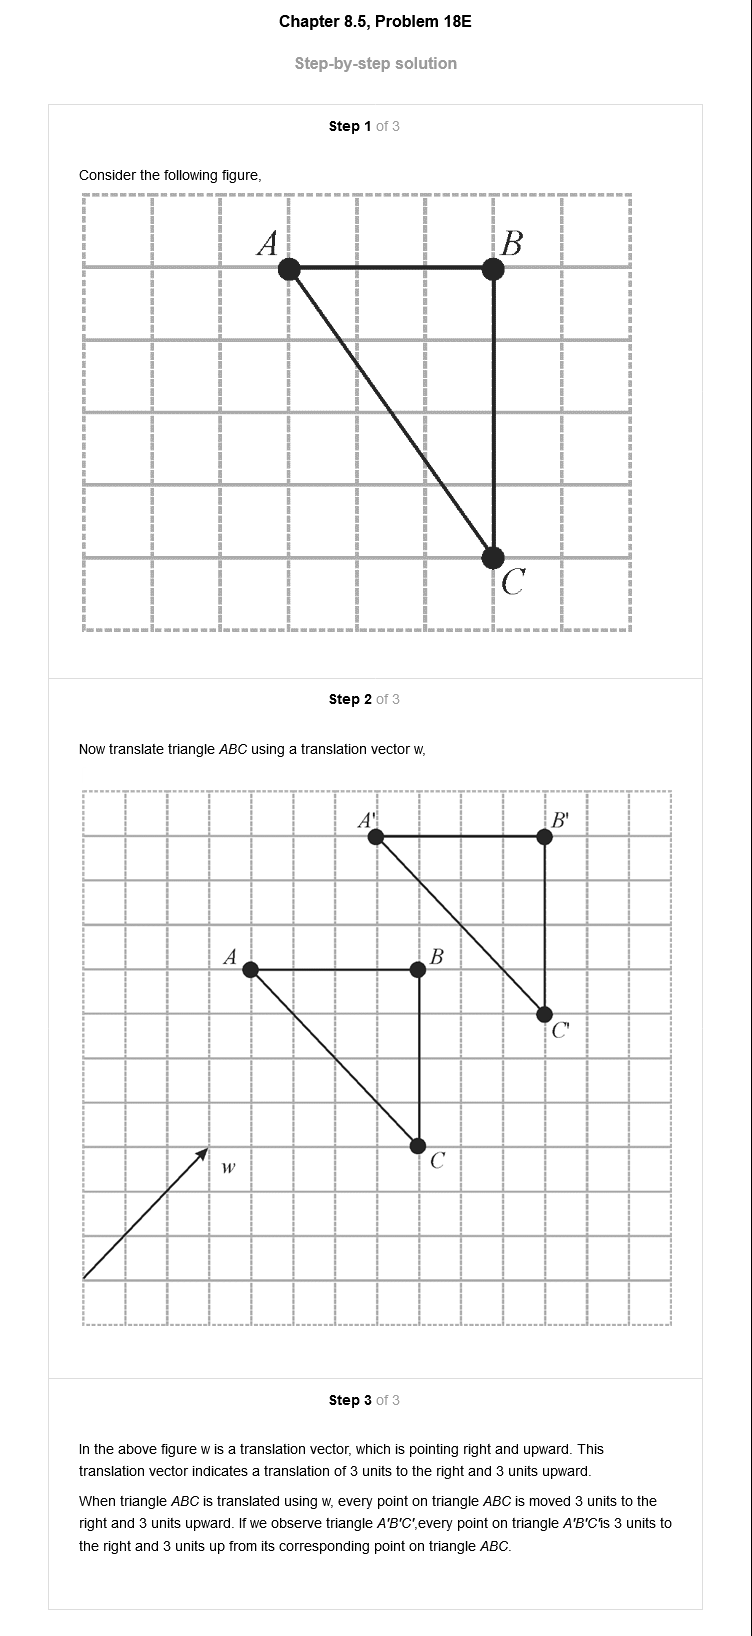 Chapter 8.5, Problem 18E
Step-by-step solution
Step 1 of 3
Consider the following figure,
A
B
C
Step 2 of 3
Now translate triangle ABC using a translation vector w,
A'
B'
A
B
C'
w
C
Step 3 of 3
In the above figure w is a translation vector, which is pointing right and upward. This
translation vector indicates a translation of 3 units to the right and 3 units upward.
When triangle ABC is translated using w, every point on triangle ABC is moved 3 units to the
right and 3 units upward. If we observe triangle A'B'C',every point on triangle A'B'C'is 3 units to
the right and 3 units up from its corresponding point on triangle ABC.